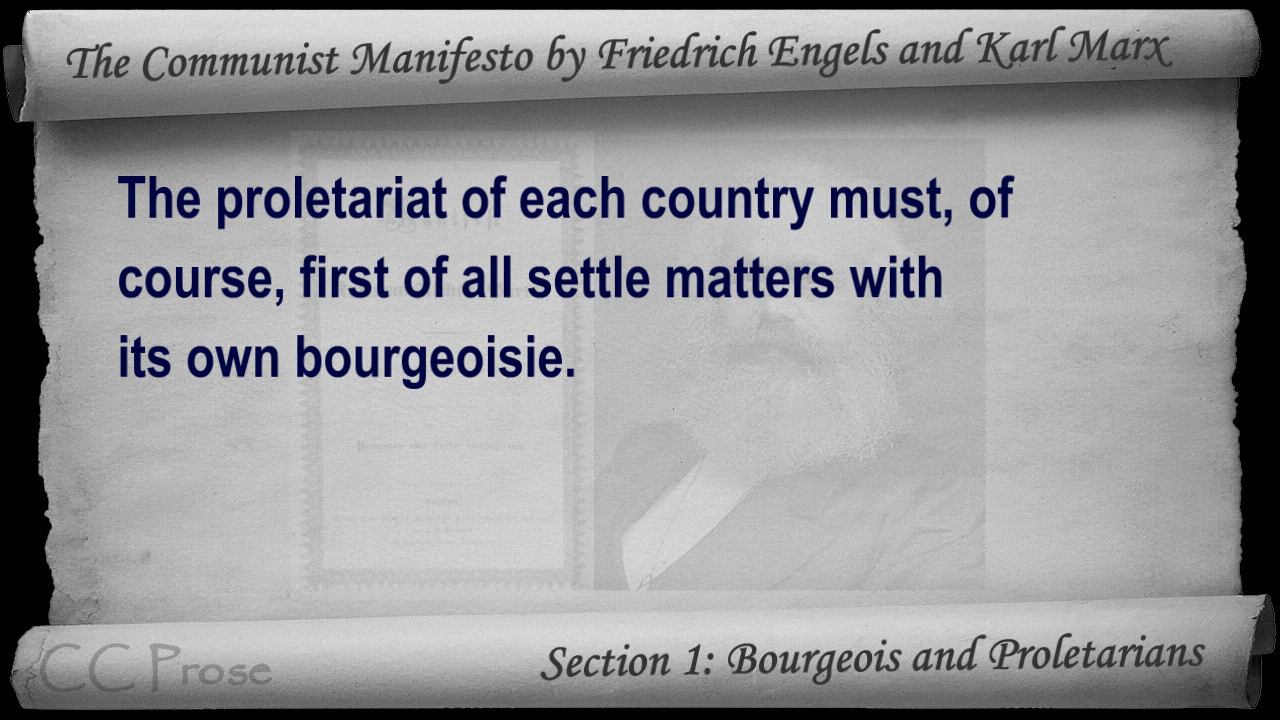 The Communist Manifesto by Friedrich Engels and Karl Marx
The proletariat of each country must, of
course, first of all settle matters with
its own bourgeoisie.
CC Prose
Section 1: Bourgeois and Proletarians